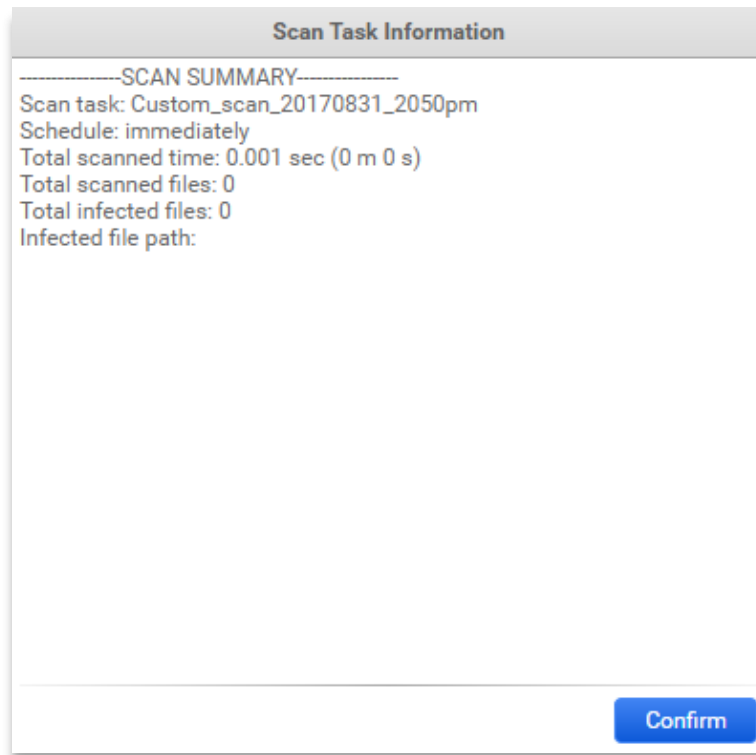 Scan Task Information
----------------SCAN SUMMARY----------------
Scan task: Custom_scan_20170831_2050pm
Schedule: immediately
Total scanned time: 0.001 sec (0 m 0 s)
Total scanned files: 0
Total infected files: 0
Infected file path:
Confirm